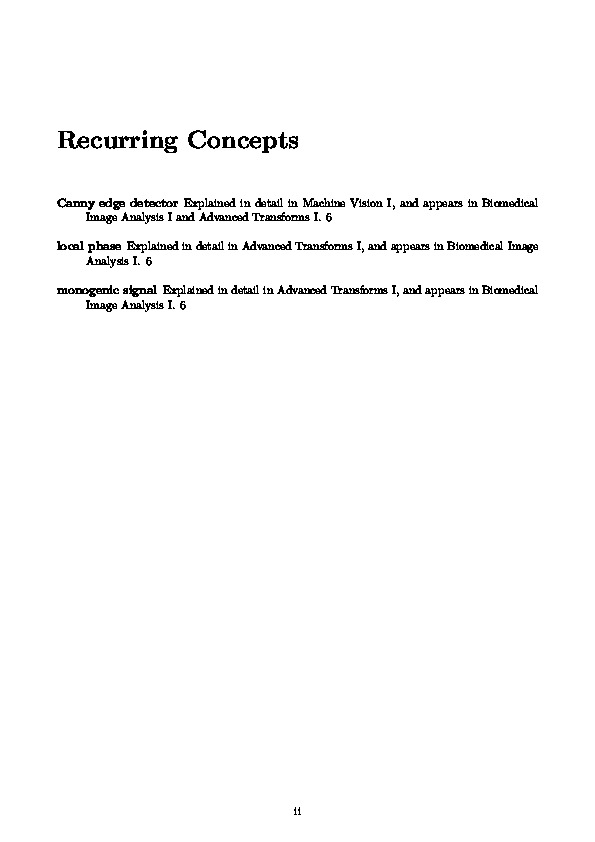 Recurring Concepts
Canny edge detector Explained in detail in Machine Vision I, and appears in Biomedical
Image Analysis I and Advanced Transforms I. 6
local phase Explained in detail in Advanced Transforms I, and appears in Biomedical Image
Analysis I. 6
monogenic signal Explained in detail in Advanced Transforms I, and appears in Biomedical
Image Analysis I. 6
ii